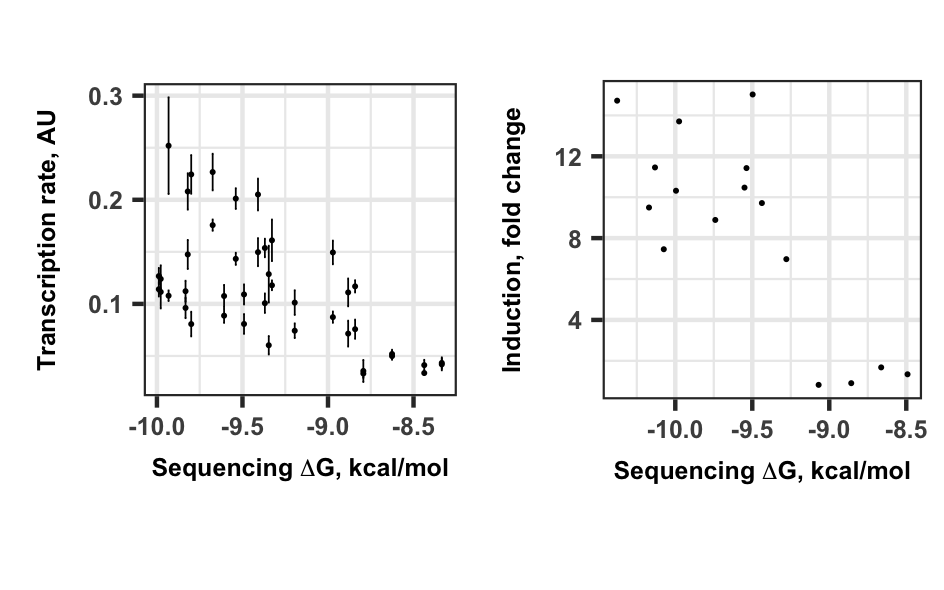 Transcription rate, AU
0.3
0.2
0.1
-10.0 -9.5 -9.0 -8.5
Sequencing ΔG, kcal/mol
Induction, fold change
12
8
4
-10.0 -9.5 -9.0 -8.5
Sequencing ΔG, kcal/mol